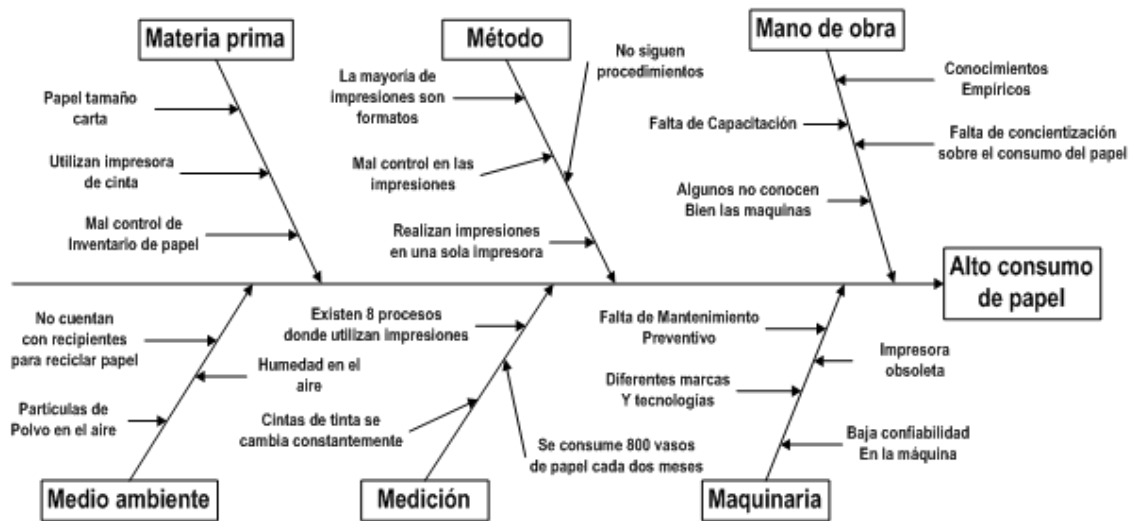 Materia prima
Papel tamaño
carta
Utilizan impresora
de cinta
Mal control de
Inventario de papel
Método
La mayoría de
impresiones son
formatos
No siguen
procedimientos
Mal control en las
impresiones
Realizan impresiones
en una sola impresora
Mano de obra
Conocimientos
Empíricos
Falta de Capacitación
Falta de concientización
sobre el consumo del papel
Algunos no conocen
Bien las maquinas
Alto consumo
de papel
No cuentan
con recipientes
para reciclar papel
Humedad en el
aire
Partículas de
Polvo en el aire
Medio ambiente
Existen 8 procesos
donde utilizan impresiones
Cintas de tinta se
cambia constantemente
Se consume 800 vasos
de papel cada dos meses
Medición
Falta de Mantenimiento
Preventivo
Impresora
obsoleta
Diferentes marcas
Y tecnologías
Baja confiabilidad
En la máquina
Maquinaria